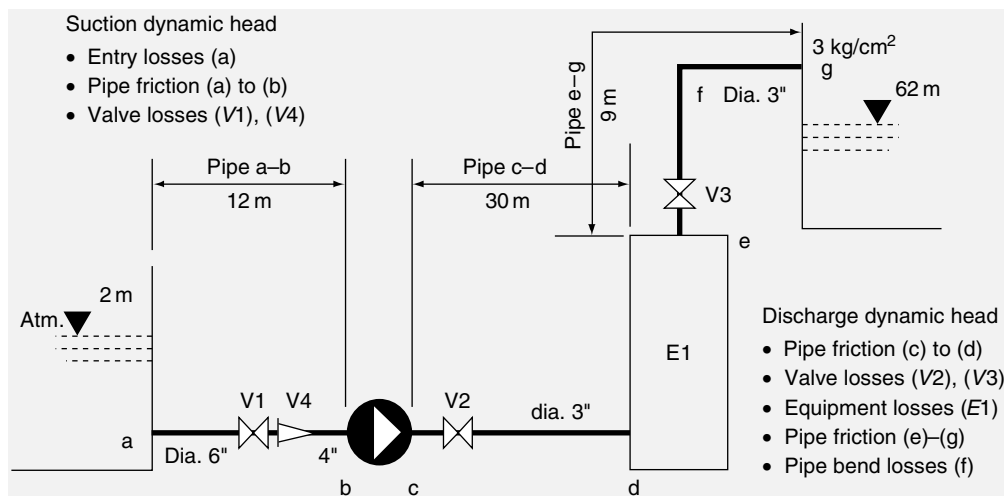 Suction dynamic head
• Entry losses (a)
• Pipe friction (a) to (b)
• Valve losses (V1), (V4)
Pipe e–g
9 m
3 kg/cm²
g
f Dia. 3"
62 m
Pipe a–b
12 m
Pipe c–d
30 m
V3
e
2 m
Atm.
E1
Discharge dynamic head
• Pipe friction (c) to (d)
• Valve losses (V2), (V3)
• Equipment losses (E1)
• Pipe friction (e)–(g)
• Pipe bend losses (f)
V1 V4
V2
dia. 3"
a
Dia. 6"
4"
b
c
d